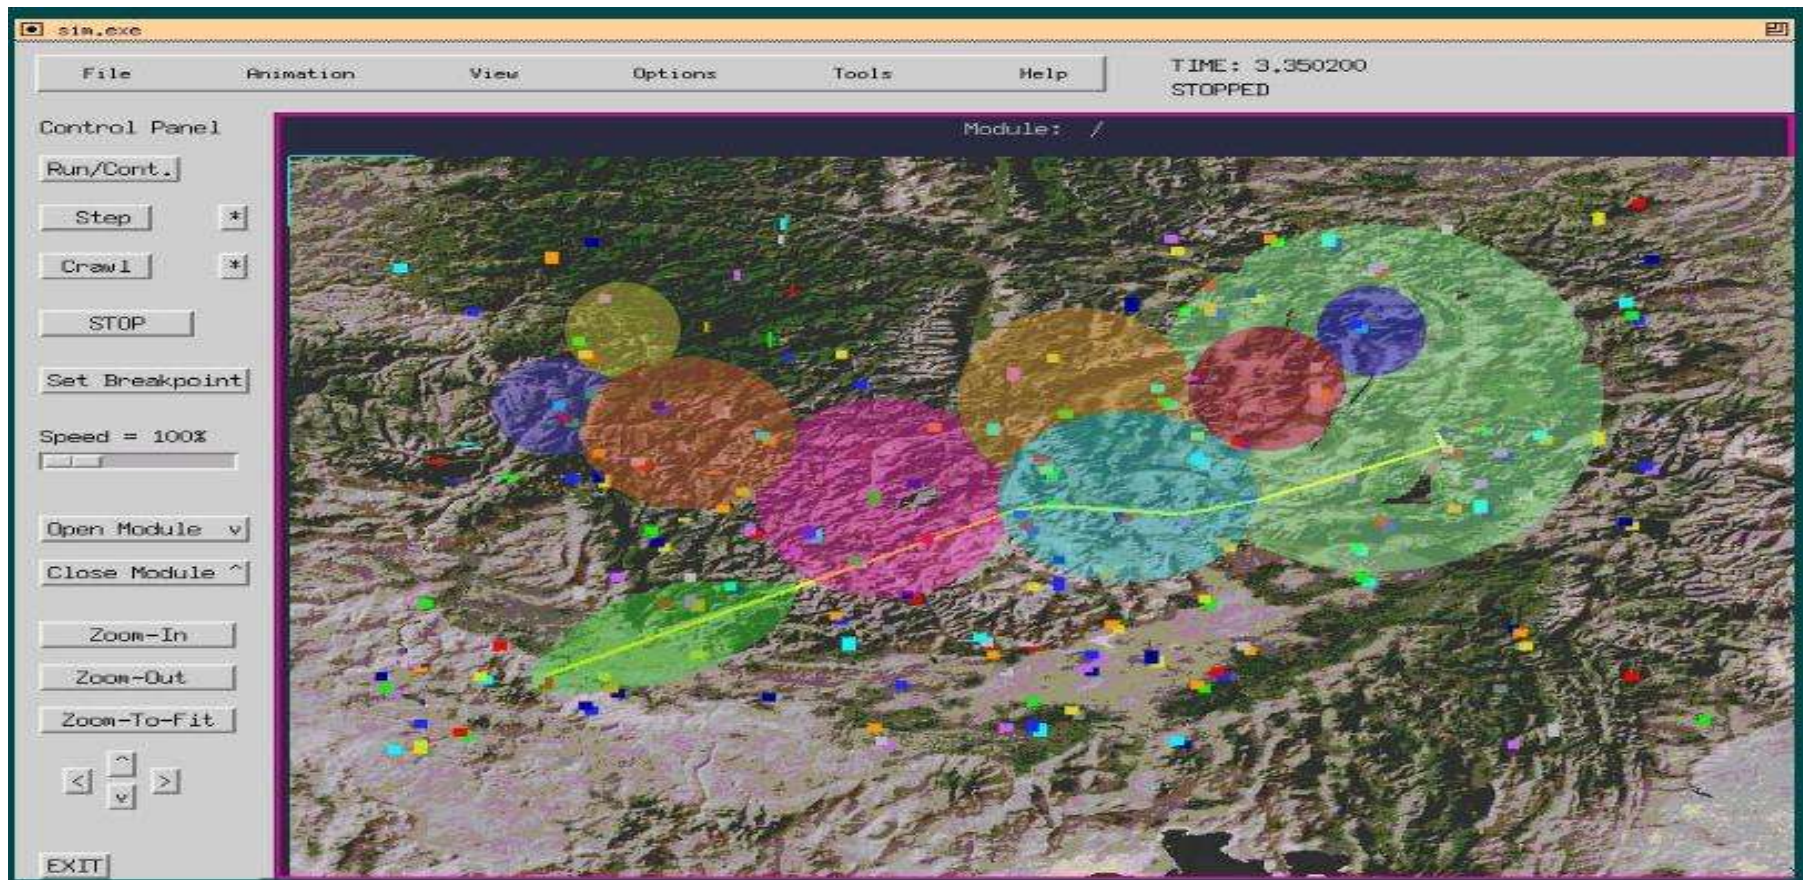 sim.exe
File Animation View Options Tools Help
TIME: 3.350200
STOPPED
Control Panel
Module: /
Run/Cont.
Step *
Crawl *
STOP
Set Breakpoint
Speed = 100%
Open Module v
Close Module ^
Zoom-In
Zoom-Out
Zoom-To-Fit
^
< >
v
EXIT